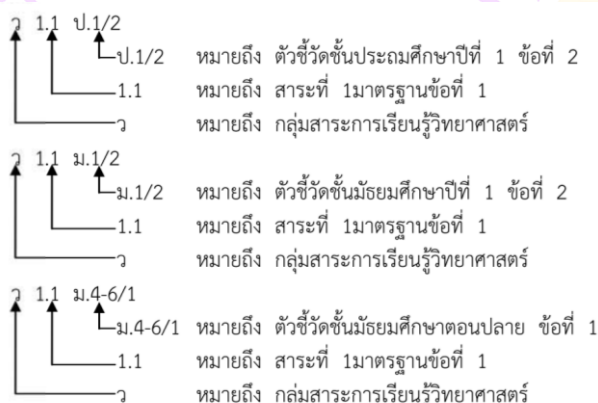 ว 1.1 ป.1/2
ป.1/2 หมายถึง ตัวชี้วัดชั้นประถมศึกษาปีที่ 1 ข้อที่ 2
1.1 หมายถึง สาระที่ 1มาตรฐานข้อที่ 1
ว หมายถึง กลุ่มสาระการเรียนรู้วิทยาศาสตร์
ว 1.1 ม.1/2
ม.1/2 หมายถึง ตัวชี้วัดชั้นมัธยมศึกษาปีที่ 1 ข้อที่ 2
1.1 หมายถึง สาระที่ 1มาตรฐานข้อที่ 1
ว หมายถึง กลุ่มสาระการเรียนรู้วิทยาศาสตร์
ว 1.1 ม.4-6/1
ม.4-6/1 หมายถึง ตัวชี้วัดชั้นมัธยมศึกษาตอนปลาย ข้อที่ 1
1.1 หมายถึง สาระที่ 1มาตรฐานข้อที่ 1
ว หมายถึง กลุ่มสาระการเรียนรู้วิทยาศาสตร์